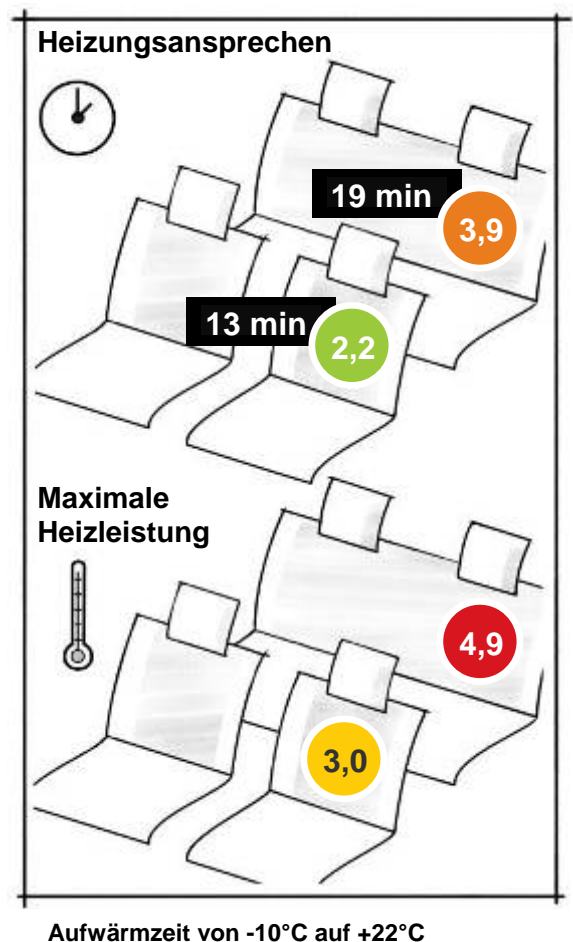 Heizungsansprechen
19 min
3,9
13 min
2,2
Maximale
Heizleistung
4,9
3,0
Aufwärmzeit von -10°C auf +22°C